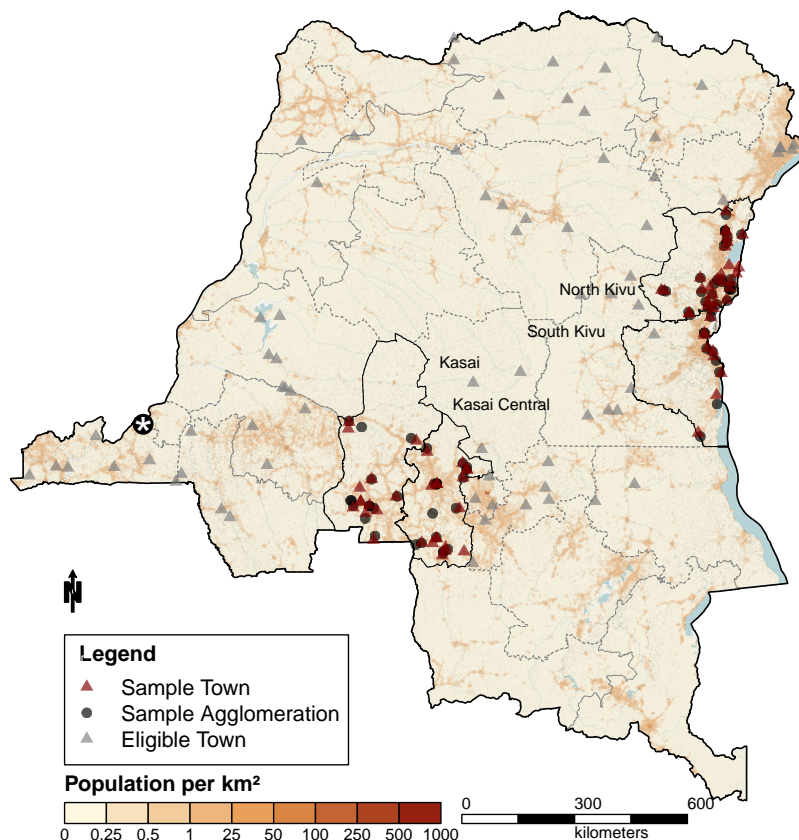 North Kivu
South Kivu
Kasai
Kasai Central
N
Legend
Sample Town
Sample Agglomeration
Eligible Town
Population per km²
0 0.25 0.5 1 25 50 100 250 500 1000
0 300 600
kilometers